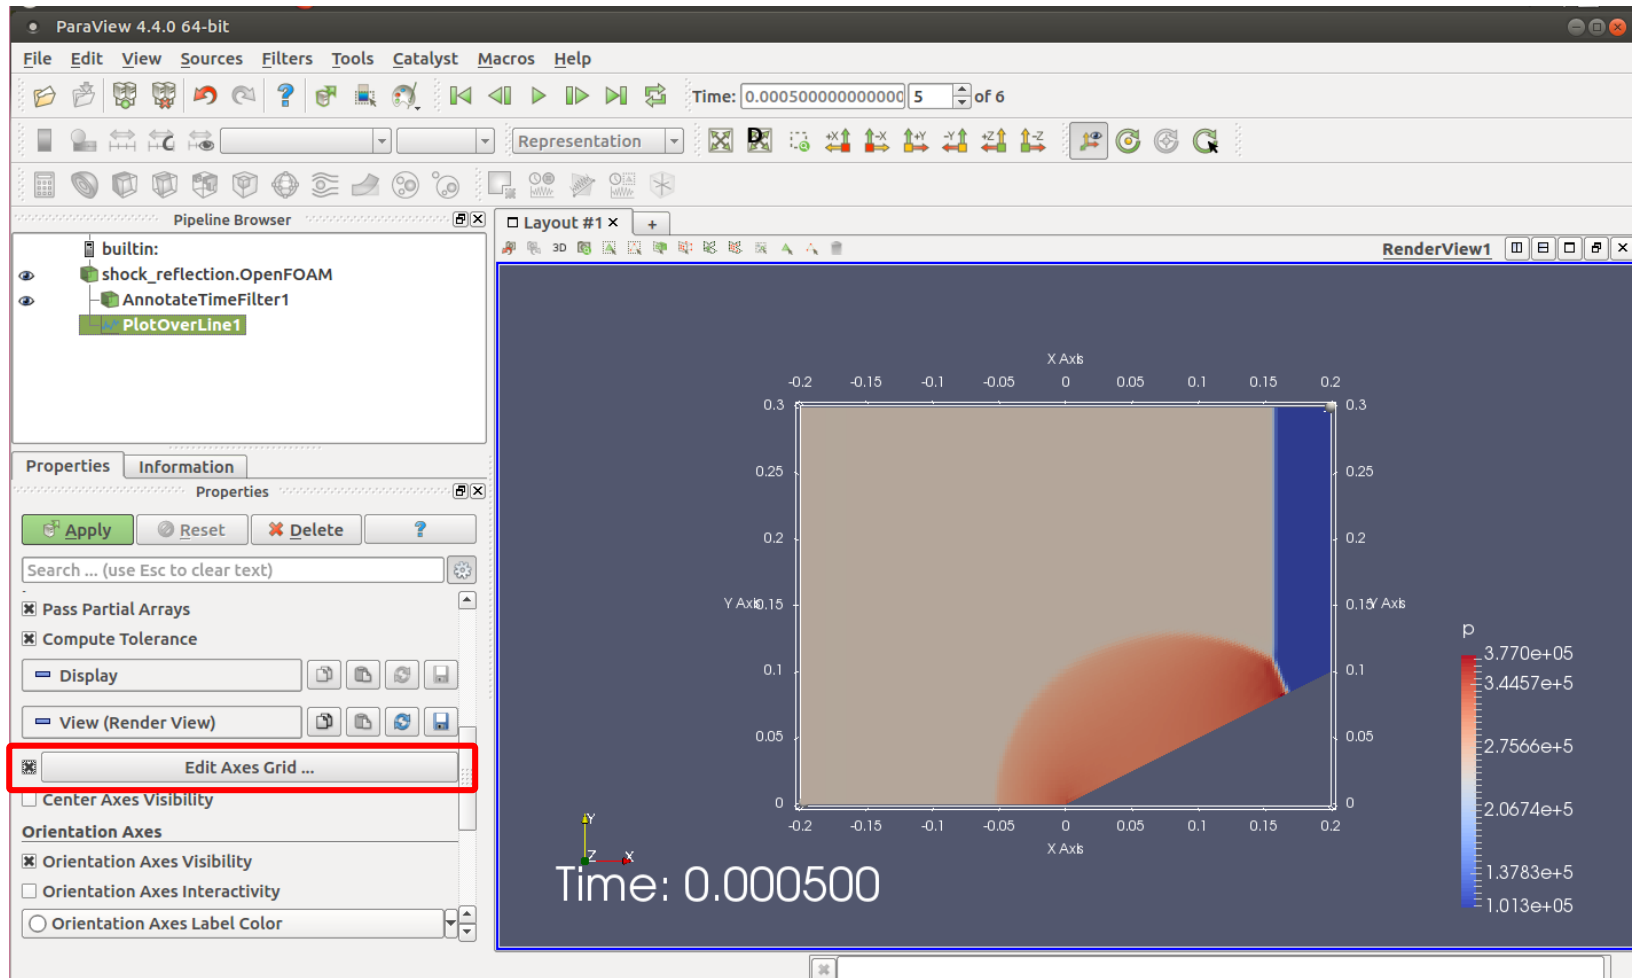 ParaView 4.4.0 64-bit
File Edit View Sources Filters Tools Catalyst Macros Help
? Time: 0.000500000000000 5 of 6
Representation
+X -X +Y -Y +Z -Z
Pipeline Browser
Layout #1 × +
3D RenderView1
builtin:
shock_reflection.OpenFOAM
AnnotateTimeFilter1
PlotOverLine1
Properties Information
Properties
Apply Reset Delete ?
Search ... (use Esc to clear text)
Pass Partial Arrays
Compute Tolerance
Display
View (Render View)
Edit Axes Grid ...
Center Axes Visibility
Orientation Axes
Orientation Axes Visibility
Orientation Axes Interactivity
Orientation Axes Label Color
X Axis
-0.2 -0.15 -0.1 -0.05 0 0.05 0.1 0.15 0.2
0.3 0.3
0.25 0.25
0.2 0.2
Y Axis 0.15 0.15 Y Axis
0.1 0.1
0.05 0.05
0 0
-0.2 -0.15 -0.1 -0.05 0 0.05 0.1 0.15 0.2
X Axis
p
3.770e+05
3.4457e+5
2.7566e+5
2.0674e+5
1.3783e+5
1.013e+05
Y
Z X
Time: 0.000500